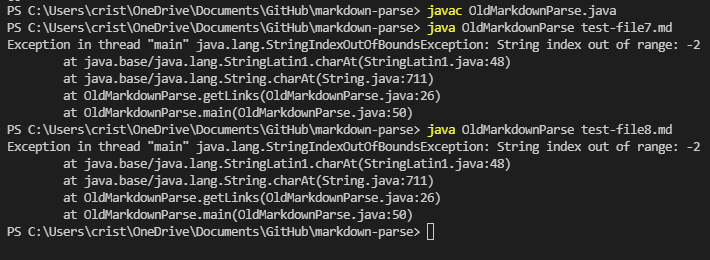 PS C:\Users\crist\OneDrive\Documents\GitHub\markdown-parse> javac OldMarkdownParse.java
PS C:\Users\crist\OneDrive\Documents\GitHub\markdown-parse> java OldMarkdownParse test-file7.md
Exception in thread "main" java.lang.StringIndexOutOfBoundsException: String index out of range: -2
        at java.base/java.lang.StringLatin1.charAt(StringLatin1.java:48)
        at java.base/java.lang.String.charAt(String.java:711)
        at OldMarkdownParse.getLinks(OldMarkdownParse.java:26)
        at OldMarkdownParse.main(OldMarkdownParse.java:50)
PS C:\Users\crist\OneDrive\Documents\GitHub\markdown-parse> java OldMarkdownParse test-file8.md
Exception in thread "main" java.lang.StringIndexOutOfBoundsException: String index out of range: -2
        at java.base/java.lang.StringLatin1.charAt(StringLatin1.java:48)
        at java.base/java.lang.String.charAt(String.java:711)
        at OldMarkdownParse.getLinks(OldMarkdownParse.java:26)
        at OldMarkdownParse.main(OldMarkdownParse.java:50)
PS C:\Users\crist\OneDrive\Documents\GitHub\markdown-parse>